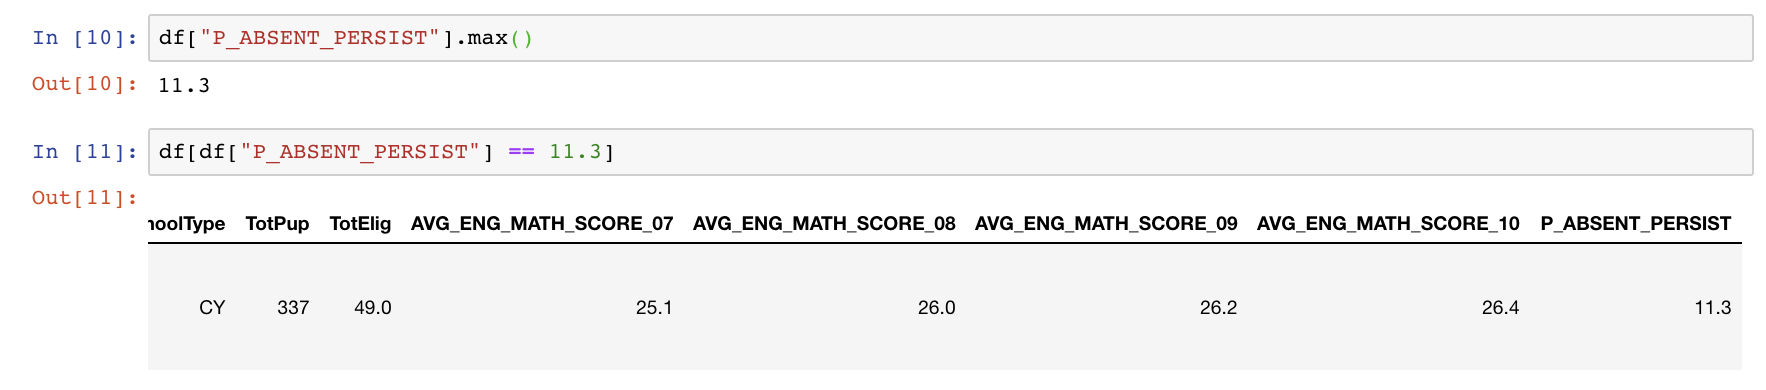 In [10]: df["P_ABSENT_PERSIST"].max()
Out[10]: 11.3
In [11]: df[df["P_ABSENT_PERSIST"] == 11.3]
Out[11]:
hoolType TotPup TotElig AVG_ENG_MATH_SCORE_07 AVG_ENG_MATH_SCORE_08 AVG_ENG_MATH_SCORE_09 AVG_ENG_MATH_SCORE_10 P_ABSENT_PERSIST
CY 337 49.0 25.1 26.0 26.2 26.4 11.3